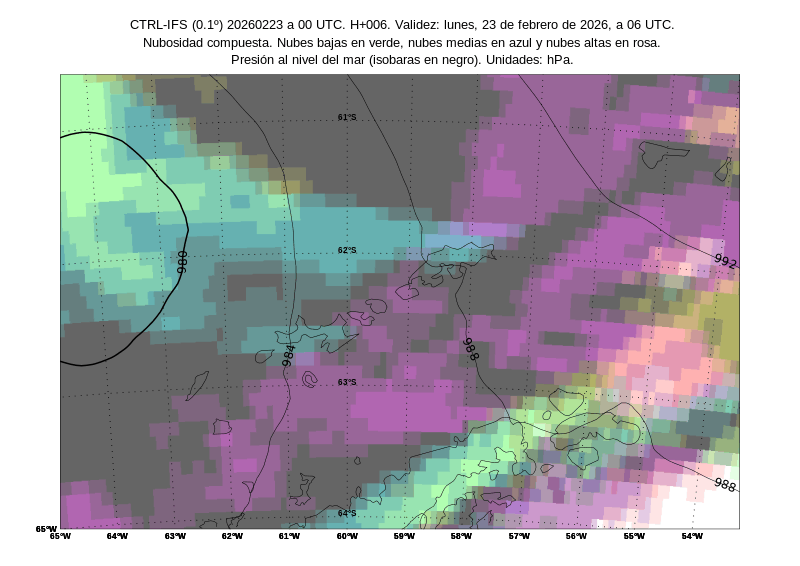 CTRL-IFS (0.1º) 20260223 a 00 UTC. H+006. Validez: lunes, 23 de febrero de 2026, a 06 UTC.
Nubosidad compuesta. Nubes bajas en verde, nubes medias en azul y nubes altas en rosa.
Presión al nivel del mar (isobaras en negro). Unidades: hPa.
61°S
62°S
992
980
984
988
63°S
988
64°S
65°W
65°W 64°W 63°W 62°W 61°W 60°W 59°W 58°W 57°W 56°W 55°W 54°W